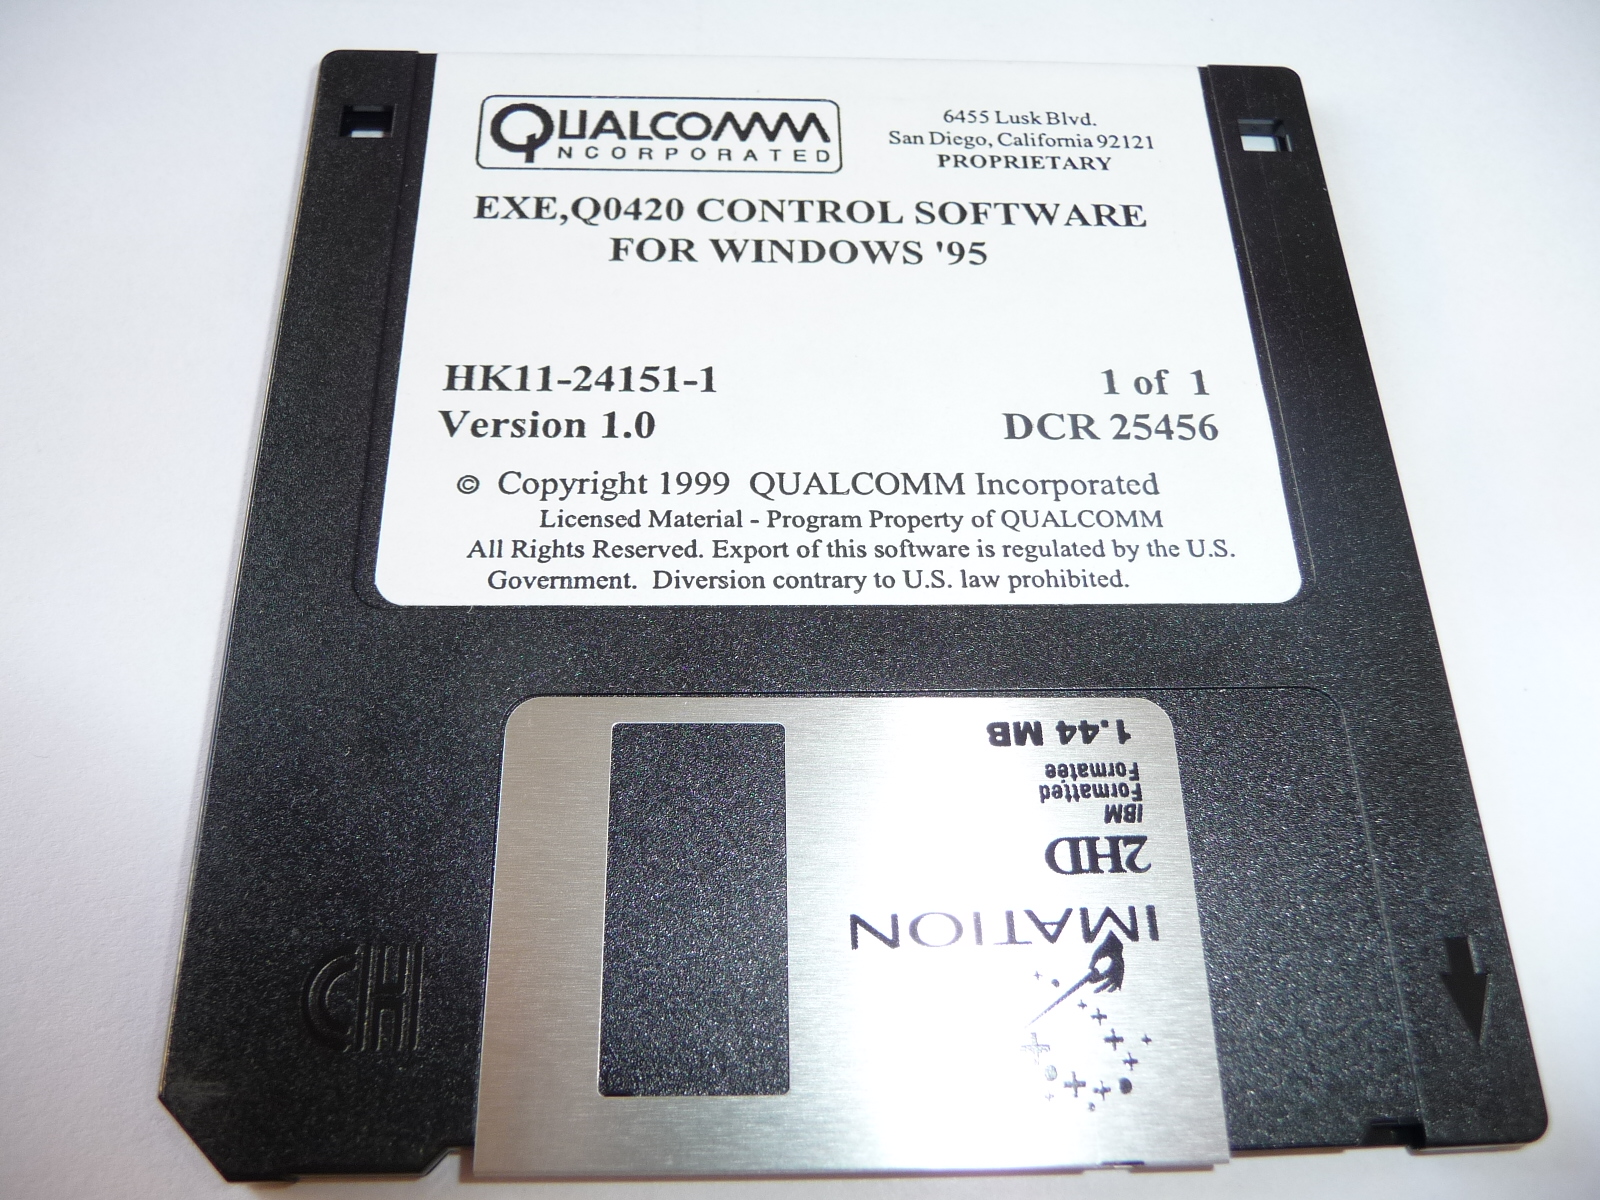 QUALCOMM
INCORPORATED
6455 Lusk Blvd.
San Diego, California 92121
PROPRIETARY
EXE,Q0420 CONTROL SOFTWARE
FOR WINDOWS '95
HK11-24151-1
1 of 1
Version 1.0
DCR 25456
© Copyright 1999 QUALCOMM Incorporated
Licensed Material - Program Property of QUALCOMM
All Rights Reserved. Export of this software is regulated by the U.S.
Government. Diversion contrary to U.S. law prohibited.
IMATION
2HD
IBM
Formatted
Formatée
1.44 MB
CH